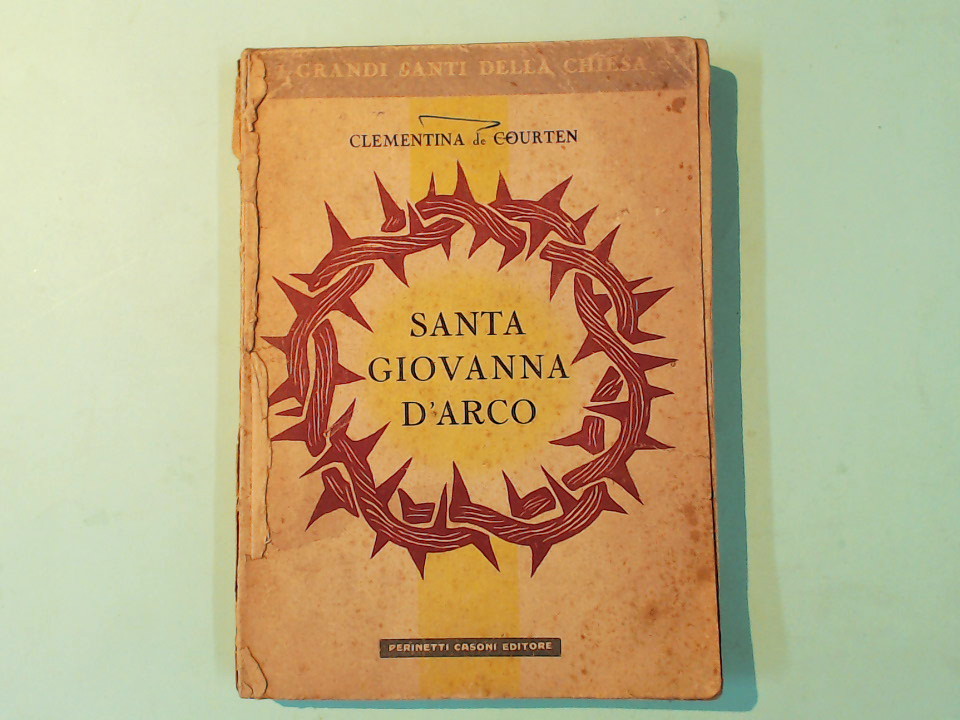 I GRANDI SANTI DELLA CHIESA
CLEMENTINA de COURTEN
SANTA
GIOVANNA
D'ARCO
PERINETTI CASONI EDITORE